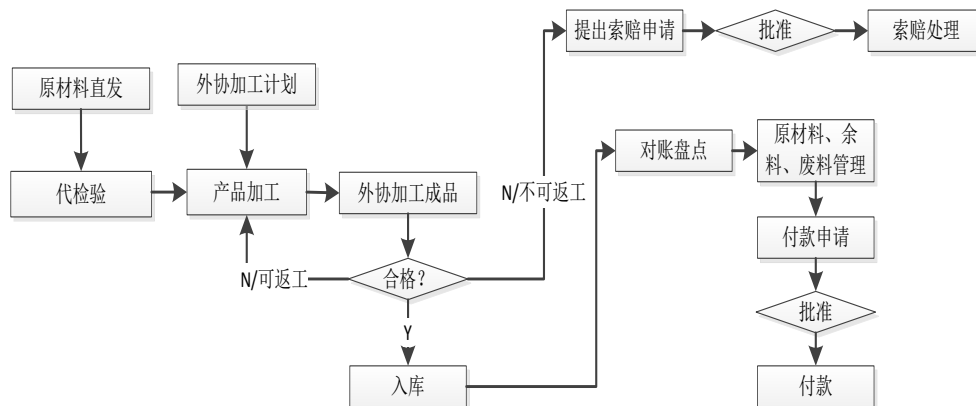 提出索赔申请
批准
索赔处理
原材料直发
外协加工计划
对账盘点
原材料、余
料、废料管理
代检验
产品加工
外协加工成品
N/不可返工
付款申请
N/可返工
合格?
批准
Y
入库
付款